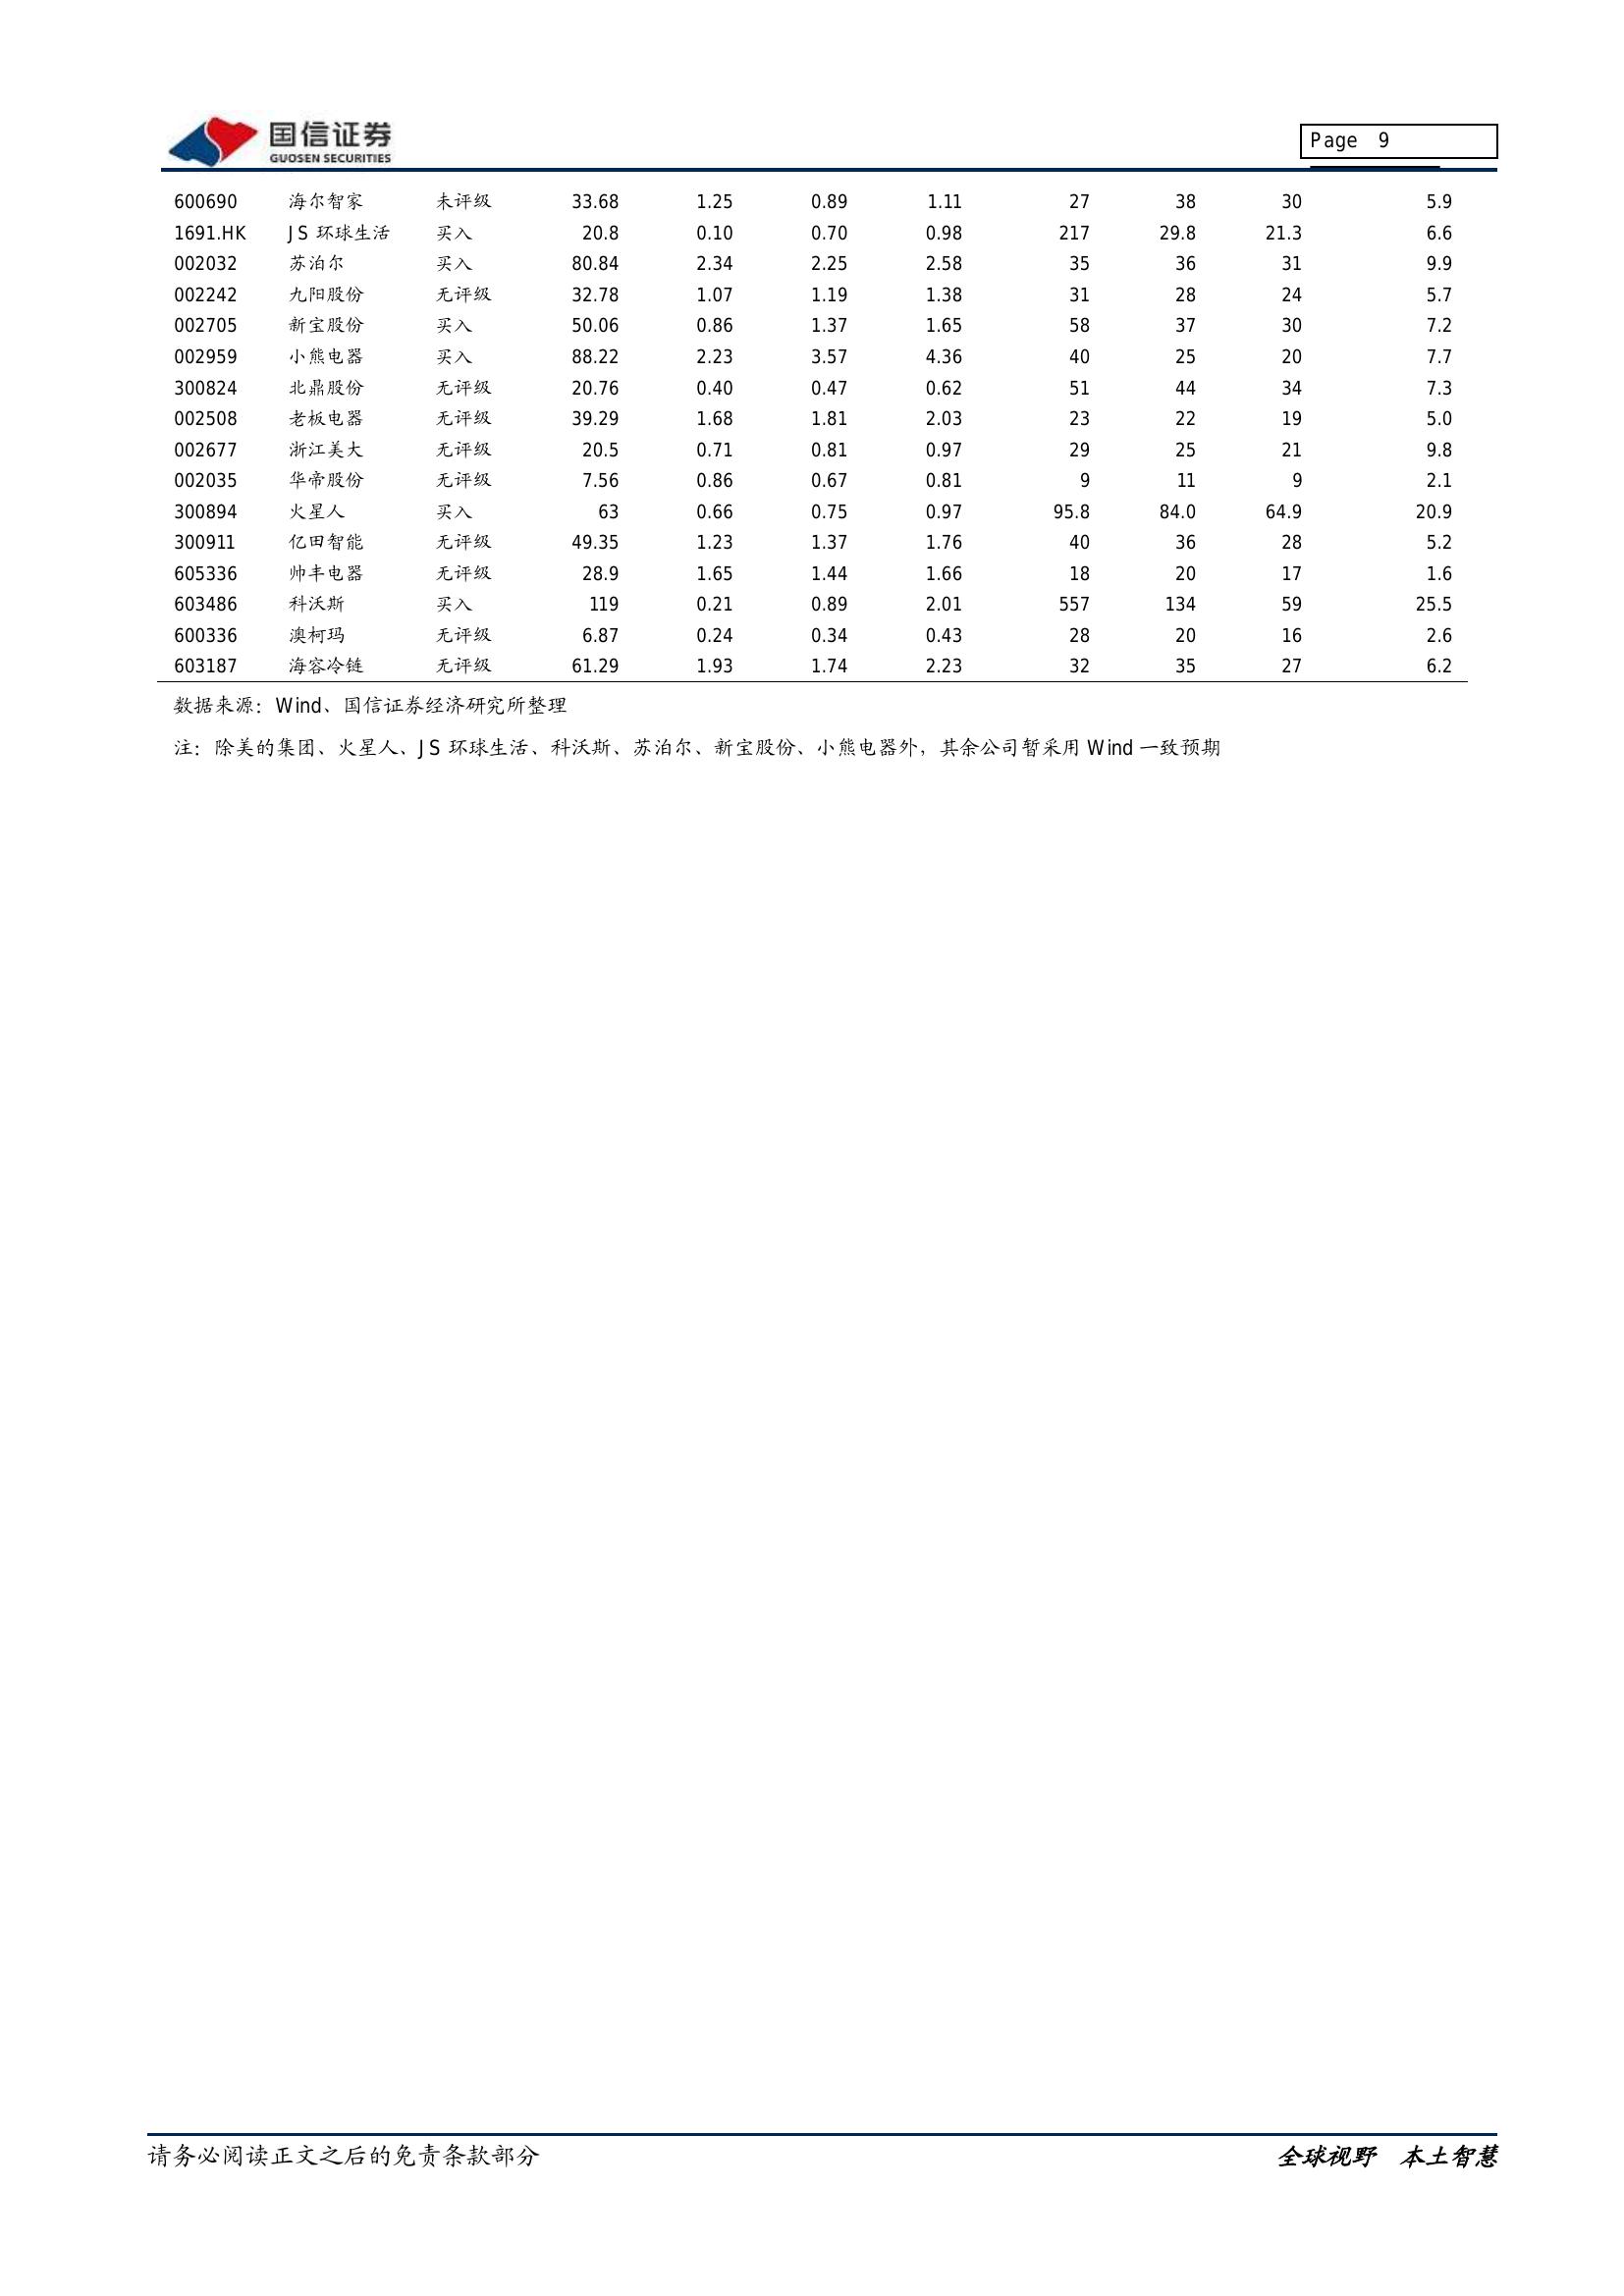 国信证券
GUOSEN SECURITIES
Page 9
600690 海尔智家 未评级 33.68 1.25 0.89 1.11 27 38 30 5.9
1691.HK JS 环球生活 买入 20.8 0.10 0.70 0.98 217 29.8 21.3 6.6
002032 苏泊尔 买入 80.84 2.34 2.25 2.58 35 36 31 9.9
002242 九阳股份 无评级 32.78 1.07 1.19 1.38 31 28 24 5.7
002705 新宝股份 买入 50.06 0.86 1.37 1.65 58 37 30 7.2
002959 小熊电器 买入 88.22 2.23 3.57 4.36 40 25 20 7.7
300824 北鼎股份 无评级 20.76 0.40 0.47 0.62 51 44 34 7.3
002508 老板电器 无评级 39.29 1.68 1.81 2.03 23 22 19 5.0
002677 浙江美大 无评级 20.5 0.71 0.81 0.97 29 25 21 9.8
002035 华帝股份 无评级 7.56 0.86 0.67 0.81 9 11 9 2.1
300894 火星人 买入 63 0.66 0.75 0.97 95.8 84.0 64.9 20.9
300911 亿田智能 无评级 49.35 1.23 1.37 1.76 40 36 28 5.2
605336 帅丰电器 无评级 28.9 1.65 1.44 1.66 18 20 17 1.6
603486 科沃斯 买入 119 0.21 0.89 2.01 557 134 59 25.5
600336 澳柯玛 无评级 6.87 0.24 0.34 0.43 28 20 16 2.6
603187 海容冷链 无评级 61.29 1.93 1.74 2.23 32 35 27 6.2
数据来源：Wind、国信证券经济研究所整理
注：除美的集团、火星人、JS 环球生活、科沃斯、苏泊尔、新宝股份、小熊电器外，其余公司暂采用 Wind 一致预期
请务必阅读正文之后的免责条款部分
全球视野 本土智慧